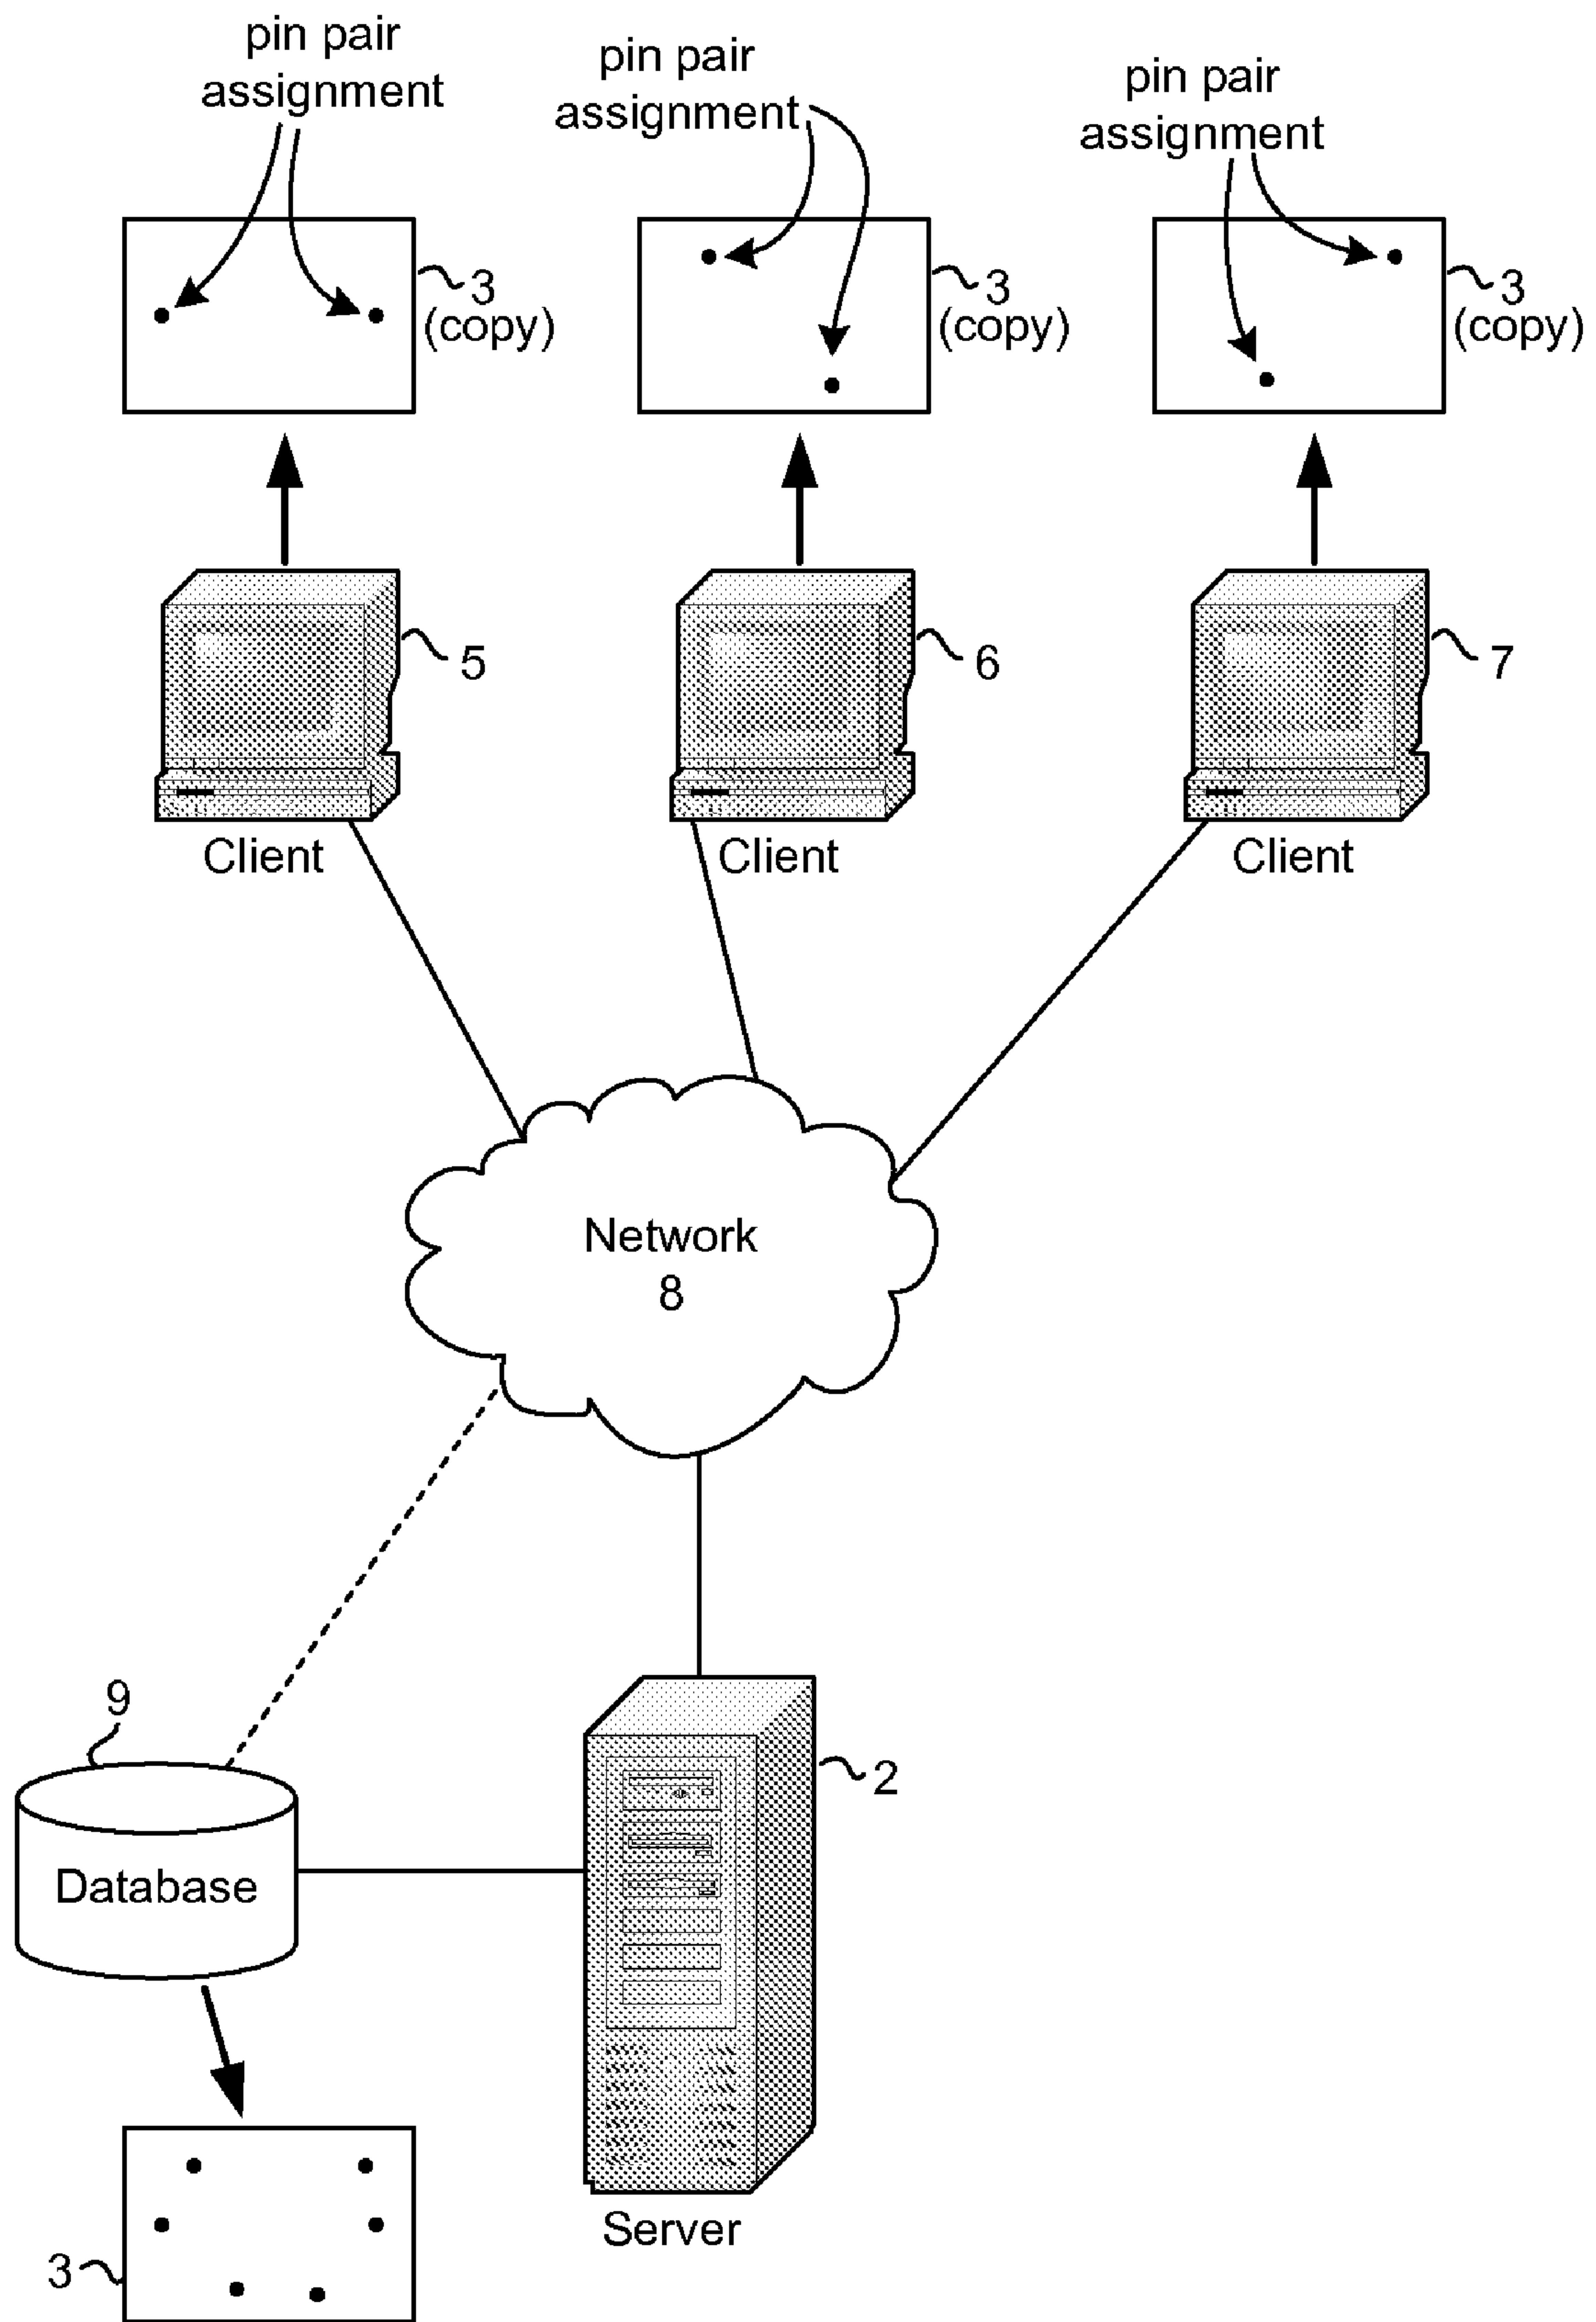 pin pair
assignment
pin pair
assignment
pin pair
assignment
3
(copy)
3
(copy)
3
(copy)
5
6
7
Client
Client
Client
Network
8
9
2
Database
Server
3